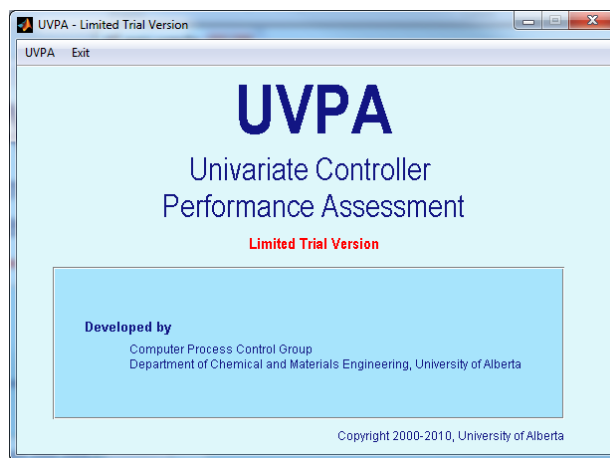 UVPA - Limited Trial Version
UVPA Exit
UVPA
Univariate Controller
Performance Assessment
Limited Trial Version
Developed by
Computer Process Control Group
Department of Chemical and Materials Engineering, University of Alberta
Copyright 2000-2010, University of Alberta